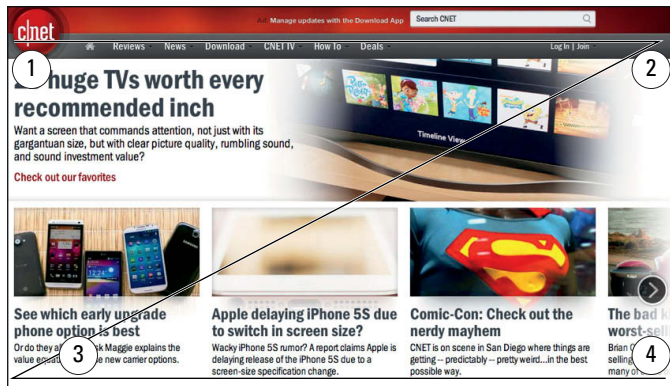 clnet
Manage updates with the Download App
Search CNET
Reviews News Download CNET TV How To Deals
Log In | Join
1
2
huge TVs worth every
recommended inch
Want a screen that commands attention, not just with its
gargantuan size, but with clear picture quality, rumbling sound,
and sound investment value?
Check out our favorites
Timeline View
See which early upgrade
phone option is best
Or do they a sk Maggie explains the
value equat e new carrier options.
3
Apple delaying iPhone 5S due
to switch in screen size?
Wacky iPhone 5S rumor? A report claims Apple is
delaying release of the iPhone 5S due to a
screen-size specification change.
Comic-Con: Check out the
nerdy mayhem
CNET is on scene in San Diego where things are
getting -- predictably -- pretty weird...in the best
possible way.
The bad
worst-sell
Brian
selling
many of
4